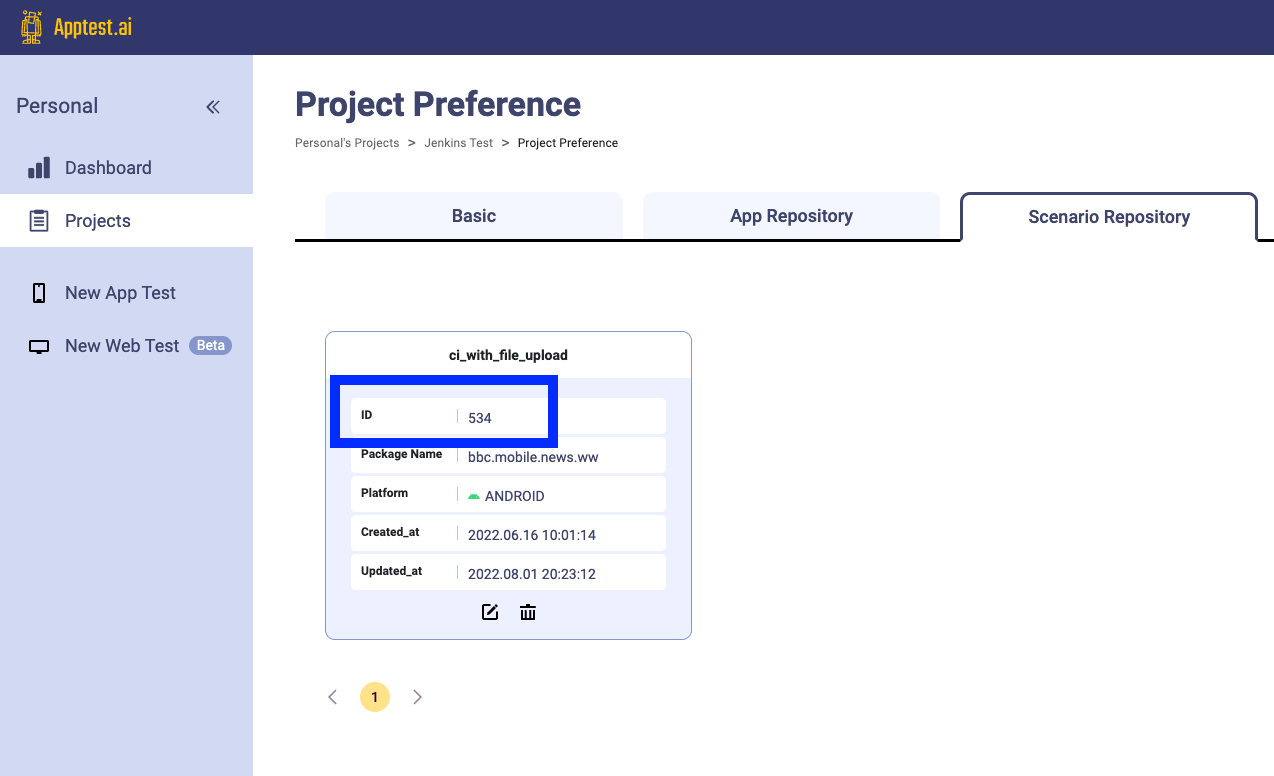 Apptest.ai
Personal
Dashboard
Projects
New App Test
New Web Test Beta
Project Preference
Personal's Projects > Jenkins Test > Project Preference
Basic
App Repository
Scenario Repository
ci_with_file_upload
ID 534
Package Name bbc.mobile.news.ww
Platform ANDROID
Created_at 2022.06.16 10:01:14
Updated_at 2022.08.01 20:23:12
1